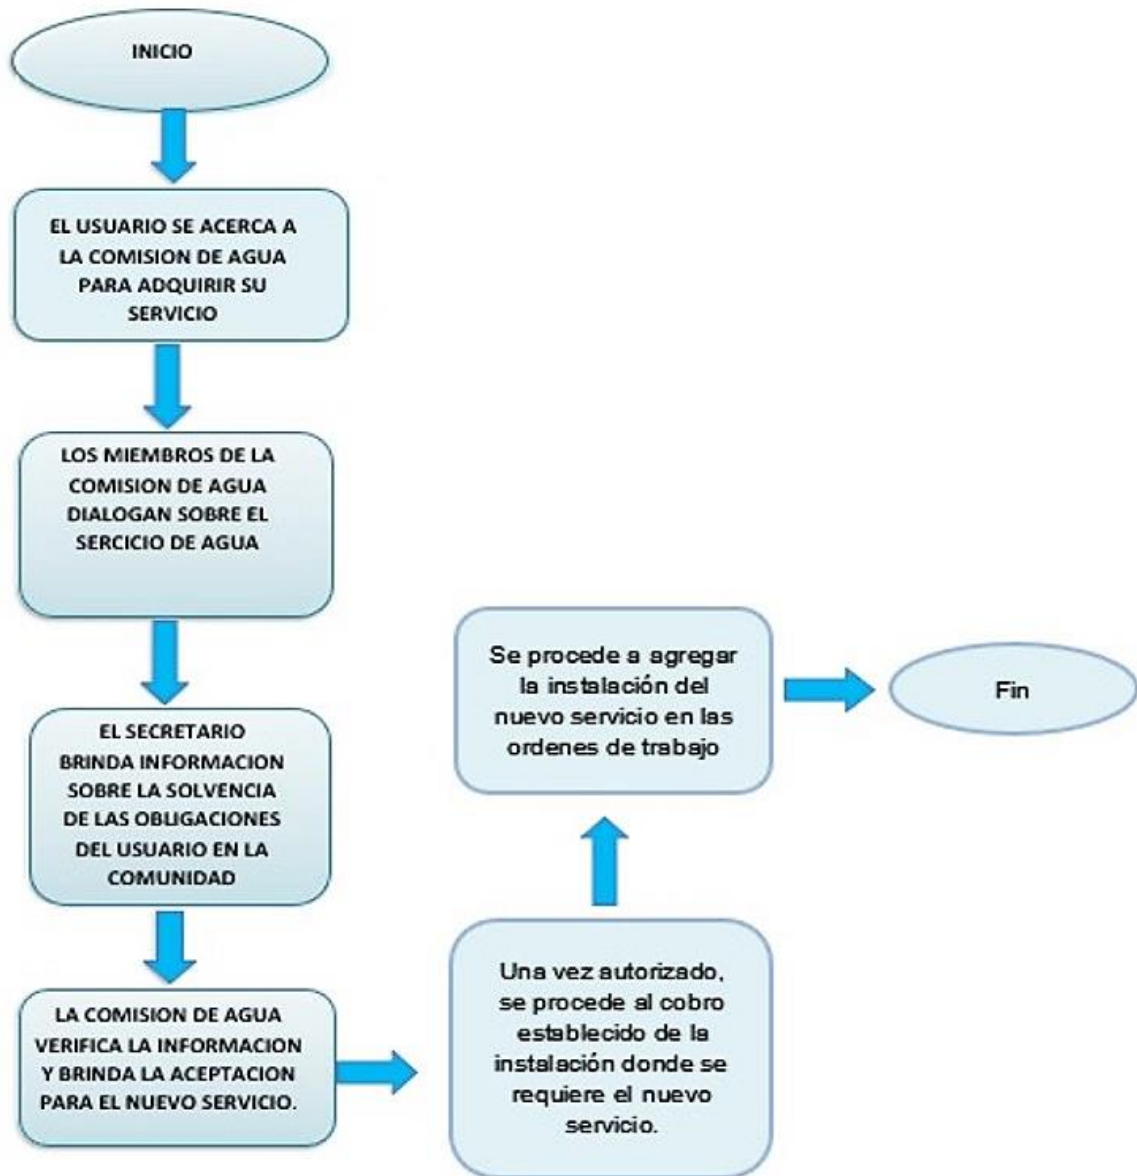 INICIO
EL USUARIO SE ACERCA A
LA COMISION DE AGUA
PARA ADQUIRIR SU
SERVICIO
LOS MIEMBROS DE LA
COMISION DE AGUA
DIALOGAN SOBRE EL
SERCICIO DE AGUA
EL SECRETARIO
BRINDA INFORMACION
SOBRE LA SOLVENCIA
DE LAS OBLIGACIONES
DEL USUARIO EN LA
COMUNIDAD
LA COMISION DE AGUA
VERIFICA LA INFORMACION
Y BRINDA LA ACEPTACION
PARA EL NUEVO SERVICIO.
Una vez autorizado,
se procede al cobro
establecido de la
instalación donde se
requiere el nuevo
servicio.
Se procede a agregar
la instalación del
nuevo servicio en las
ordenes de trabajo
Fin